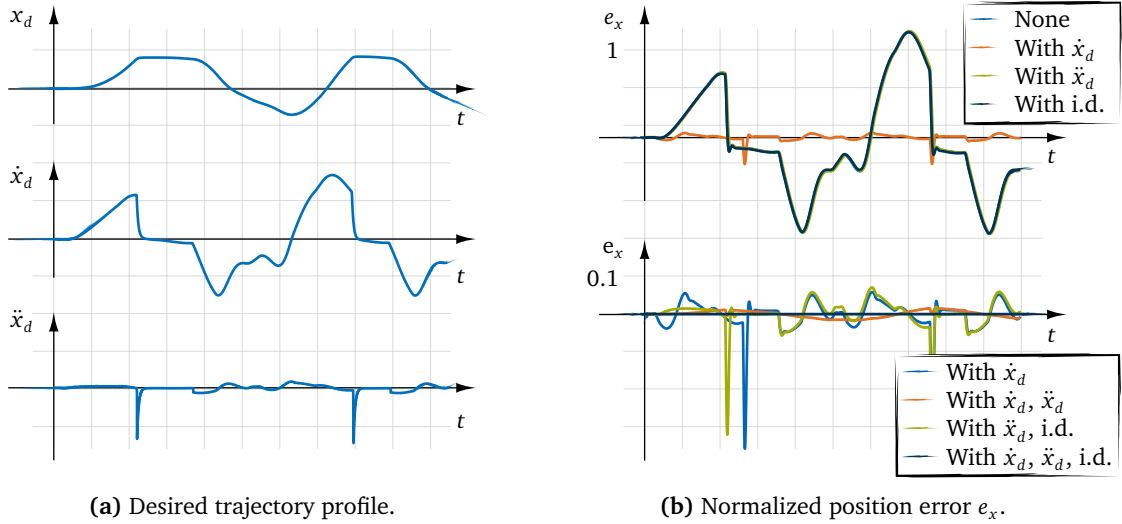 x_d
t
ẋ_d
t
ẍ_d
t
(a) Desired trajectory profile.
e_x
1
t
None
With ẋ_d
With ẍ_d
With i.d.
e_x
0.1
t
With ẋ_d
With ẋ_d, ẍ_d
With ẍ_d, i.d.
With ẋ_d, ẍ_d, i.d.
(b) Normalized position error e_x.